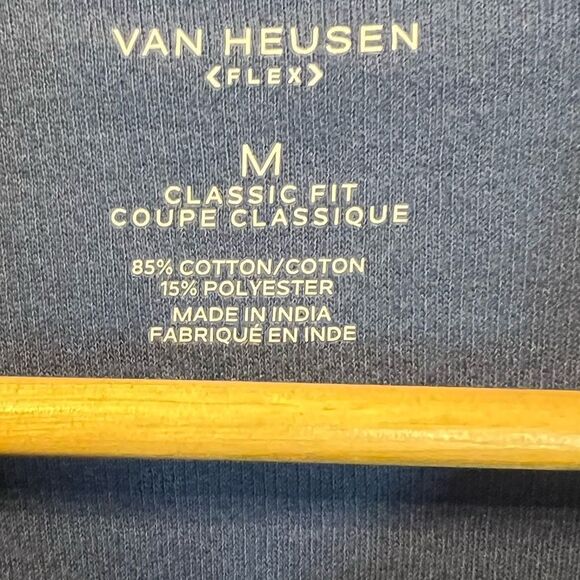 VAN HEUSEN
<FLEX>
M
CLASSIC FIT
COUPE CLASSIQUE
85% COTTON/COTON
15% POLYESTER
MADE IN INDIA
FABRIQUÉ EN INDE